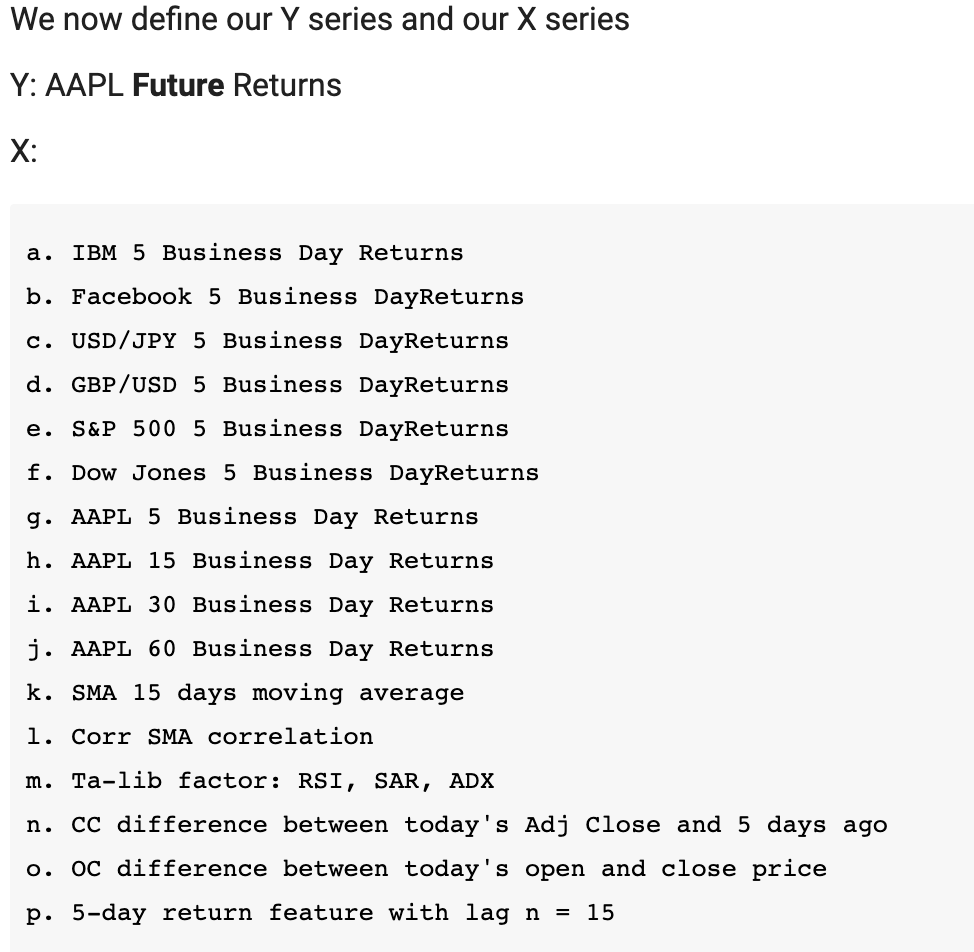 We now define our Y series and our X series
Y: AAPL Future Returns
X:
a. IBM 5 Business Day Returns
b. Facebook 5 Business DayReturns
c. USD/JPY 5 Business DayReturns
d. GBP/USD 5 Business DayReturns
e. S&P 500 5 Business DayReturns
f. Dow Jones 5 Business DayReturns
g. AAPL 5 Business Day Returns
h. AAPL 15 Business Day Returns
i. AAPL 30 Business Day Returns
j. AAPL 60 Business Day Returns
k. SMA 15 days moving average
l. Corr SMA correlation
m. Ta-lib factor: RSI, SAR, ADX
n. CC difference between today's Adj Close and 5 days ago
o. OC difference between today's open and close price
p. 5-day return feature with lag n = 15